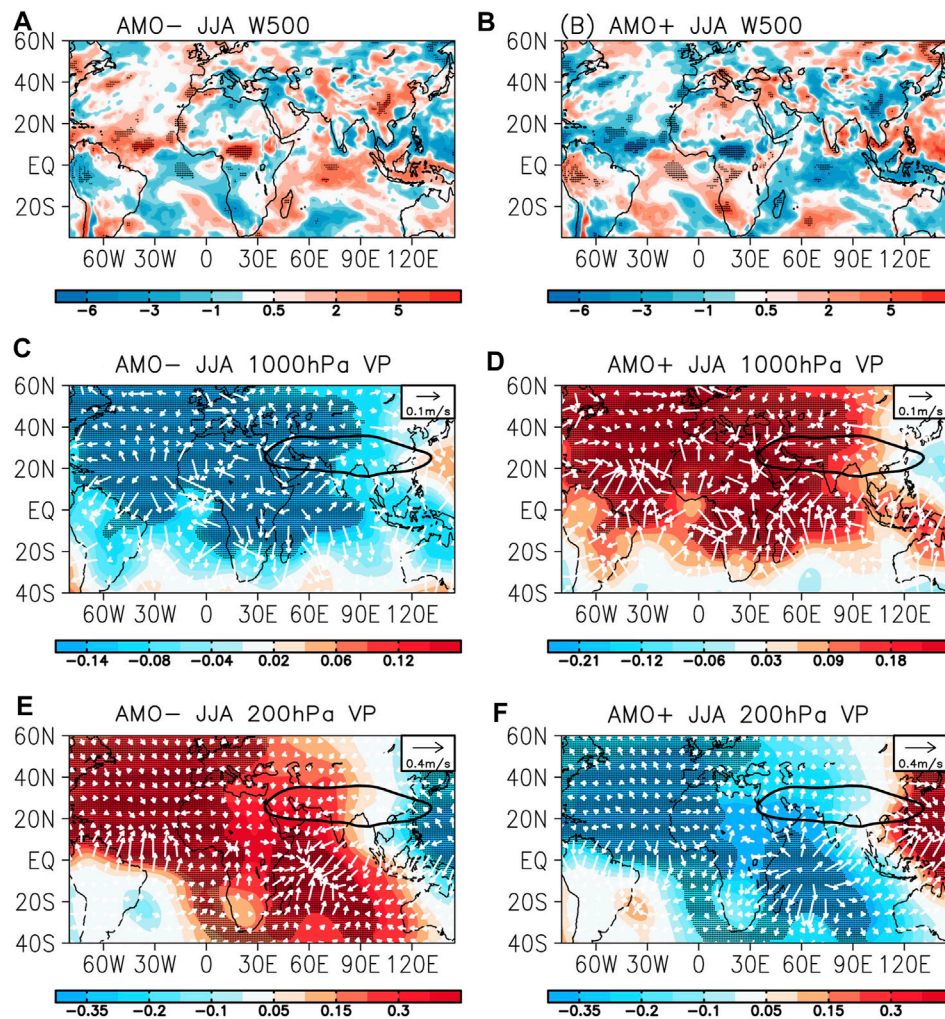 A AMO− JJA W500
60N
40N
20N
EQ
20S
60W 30W 0 30E 60E 90E 120E
−6 −3 −1 0.5 2 5
B (B) AMO+ JJA W500
60N
40N
20N
EQ
20S
60W 30W 0 30E 60E 90E 120E
−6 −3 −1 0.5 2 5
C AMO− JJA 1000hPa VP
0.1m/s
60N
40N
20N
EQ
20S
40S
60W 30W 0 30E 60E 90E 120E
−0.14 −0.08 −0.04 0.02 0.06 0.12
D AMO+ JJA 1000hPa VP
0.1m/s
60N
40N
20N
EQ
20S
40S
60W 30W 0 30E 60E 90E 120E
−0.21 −0.12 −0.06 0.03 0.09 0.18
E AMO− JJA 200hPa VP
0.4m/s
60N
40N
20N
EQ
20S
40S
60W 30W 0 30E 60E 90E 120E
−0.35 −0.2 −0.1 0.05 0.15 0.3
F AMO+ JJA 200hPa VP
0.4m/s
60N
40N
20N
EQ
20S
40S
60W 30W 0 30E 60E 90E 120E
−0.35 −0.2 −0.1 0.05 0.15 0.3